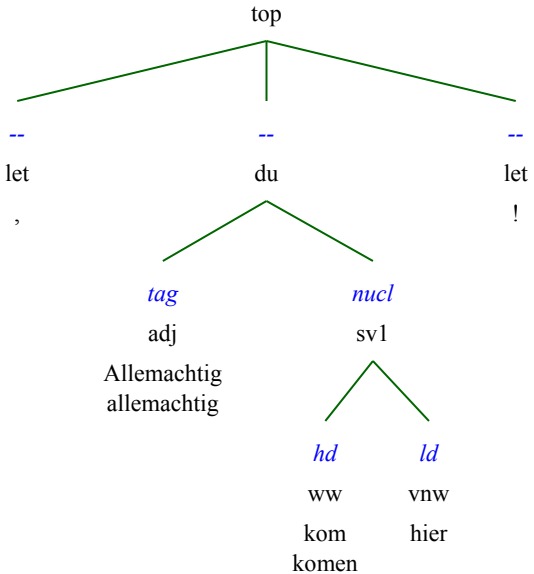 top
-- -- --
let du let
, !
tag nucl
adj sv1
Allemachtig
allemachtig
hd ld
ww vnw
kom hier
komen